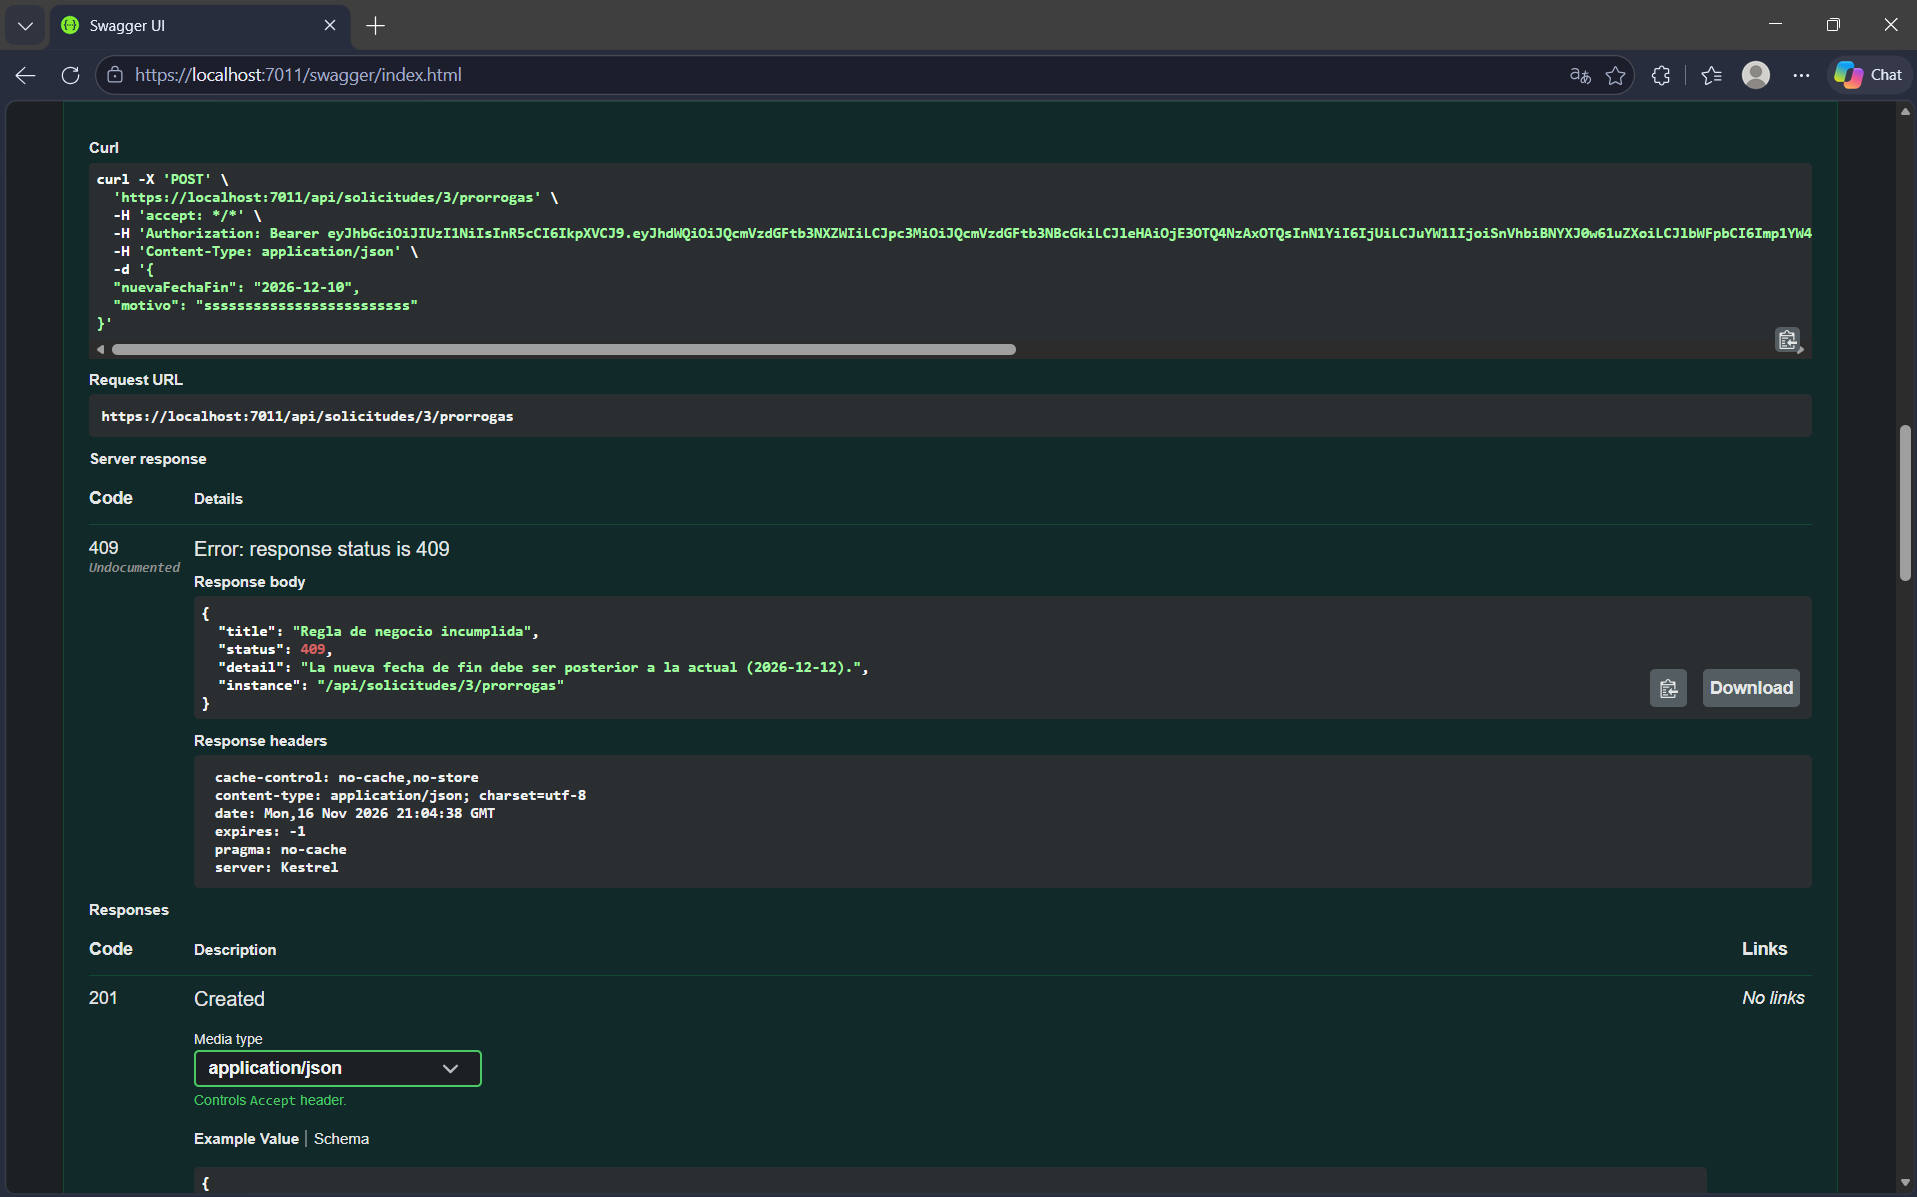 Swagger UI
https://localhost:7011/swagger/index.html
Chat
Curl
curl -X 'POST' \
'https://localhost:7011/api/solicitudes/3/prorrogas' \
-H 'accept: */*' \
-H 'Authorization: Bearer
-H 'Content-Type: application/json' \
-d '{
"nuevaFechaFin": "2026-12-10",
"motivo": "sssssssssssssssssssssssss"
}'
Request URL
https://localhost:7011/api/solicitudes/3/prorrogas
Server response
Code Details
409 Error: response status is 409
Undocumented
Response body
{
"title": "Regla de negocio incumplida",
"status": 409,
"detail": "La nueva fecha de fin debe ser posterior a la actual (2026-12-12).",
"instance": "/api/solicitudes/3/prorrogas"
}
Download
Response headers
cache-control: no-cache,no-store
content-type: application/json; charset=utf-8
date: Mon,16 Nov 2026 21:04:38 GMT
expires: -1
pragma: no-cache
server: Kestrel
Responses
Code Description Links
201 Created No links
Media type
application/json
Controls Accept header.
Example Value | Schema
{